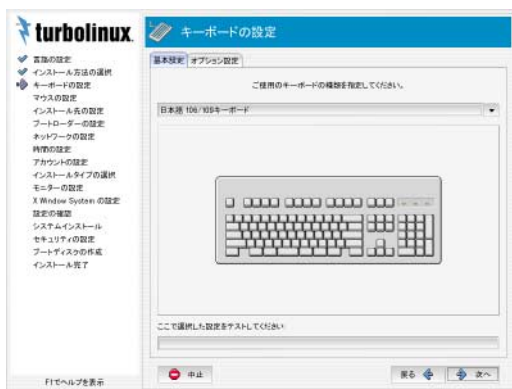 turbolinux
言語の設定
インストール方法の選択
キーボードの設定
マウスの設定
インストール先の設定
ブートローダーの設定
ネットワークの設定
時間の設定
アカウントの設定
インストールタイプの選択
モニターの設定
X Window System の設定
設定の確認
システムインストール
セキュリティの設定
ブートディスクの作成
インストール完了
F1でヘルプを表示
キーボードの設定
基本設定 オプション設定
ご使用のキーボードの種類を指定してください。
日本語 106/109キーボード
ここで選択した設定をテストしてください:
中止
戻る
次へ